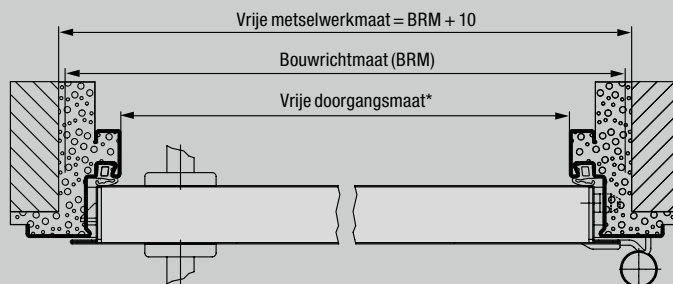 Vrije metselwerkmaat = BRM + 10
Bouwrichtmaat (BRM)
Vrije doorgangsmaat*